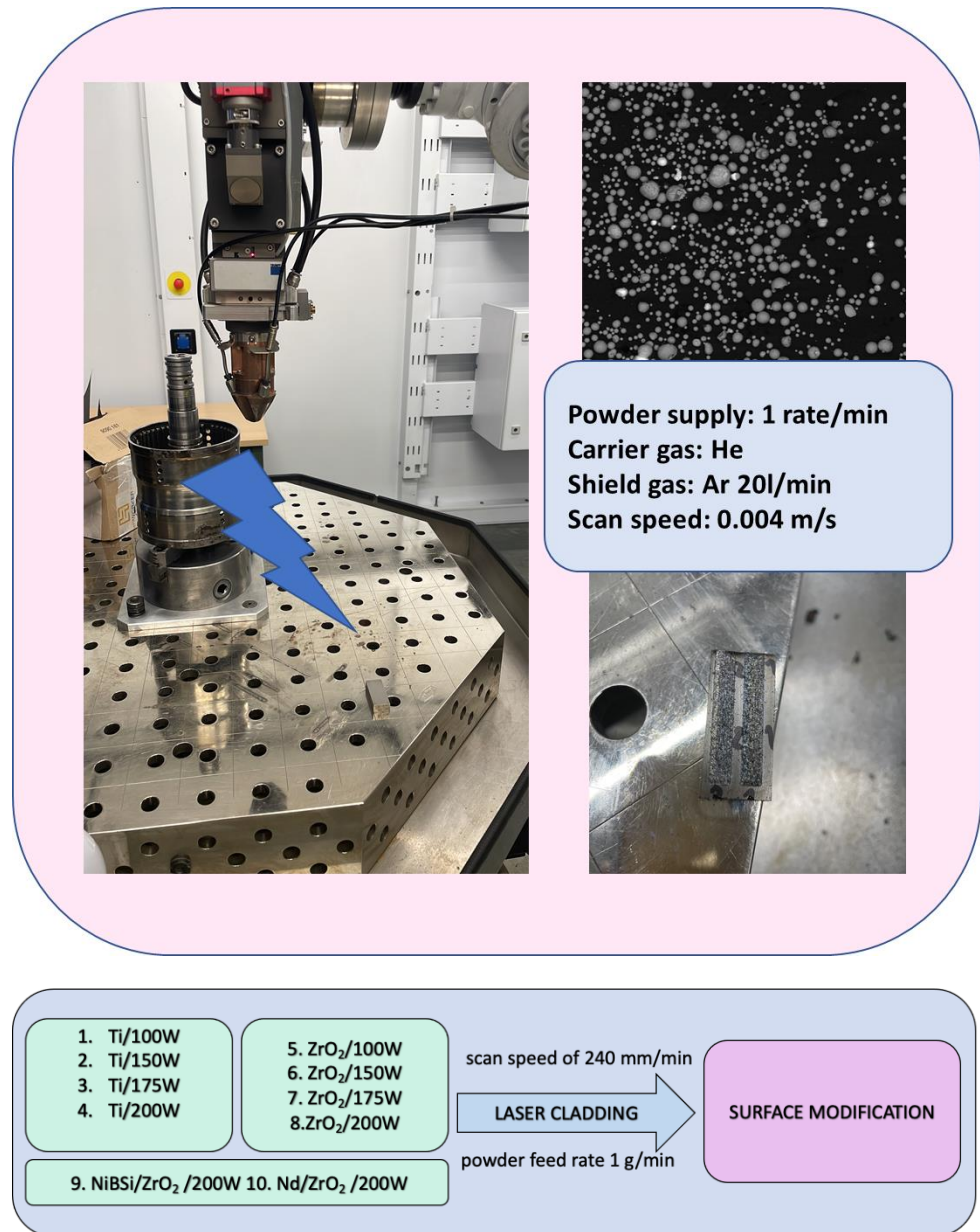 Powder supply: 1 rate/min
Carrier gas: He
Shield gas: Ar 20l/min
Scan speed: 0.004 m/s
1. Ti/100W
2. Ti/150W
3. Ti/175W
4. Ti/200W
5. ZrO₂/100W
6. ZrO₂/150W
7. ZrO₂/175W
8.ZrO₂/200W
9. NiBSi/ZrO₂ /200W 10. Nd/ZrO₂ /200W
scan speed of 240 mm/min
LASER CLADDING
powder feed rate 1 g/min
SURFACE MODIFICATION